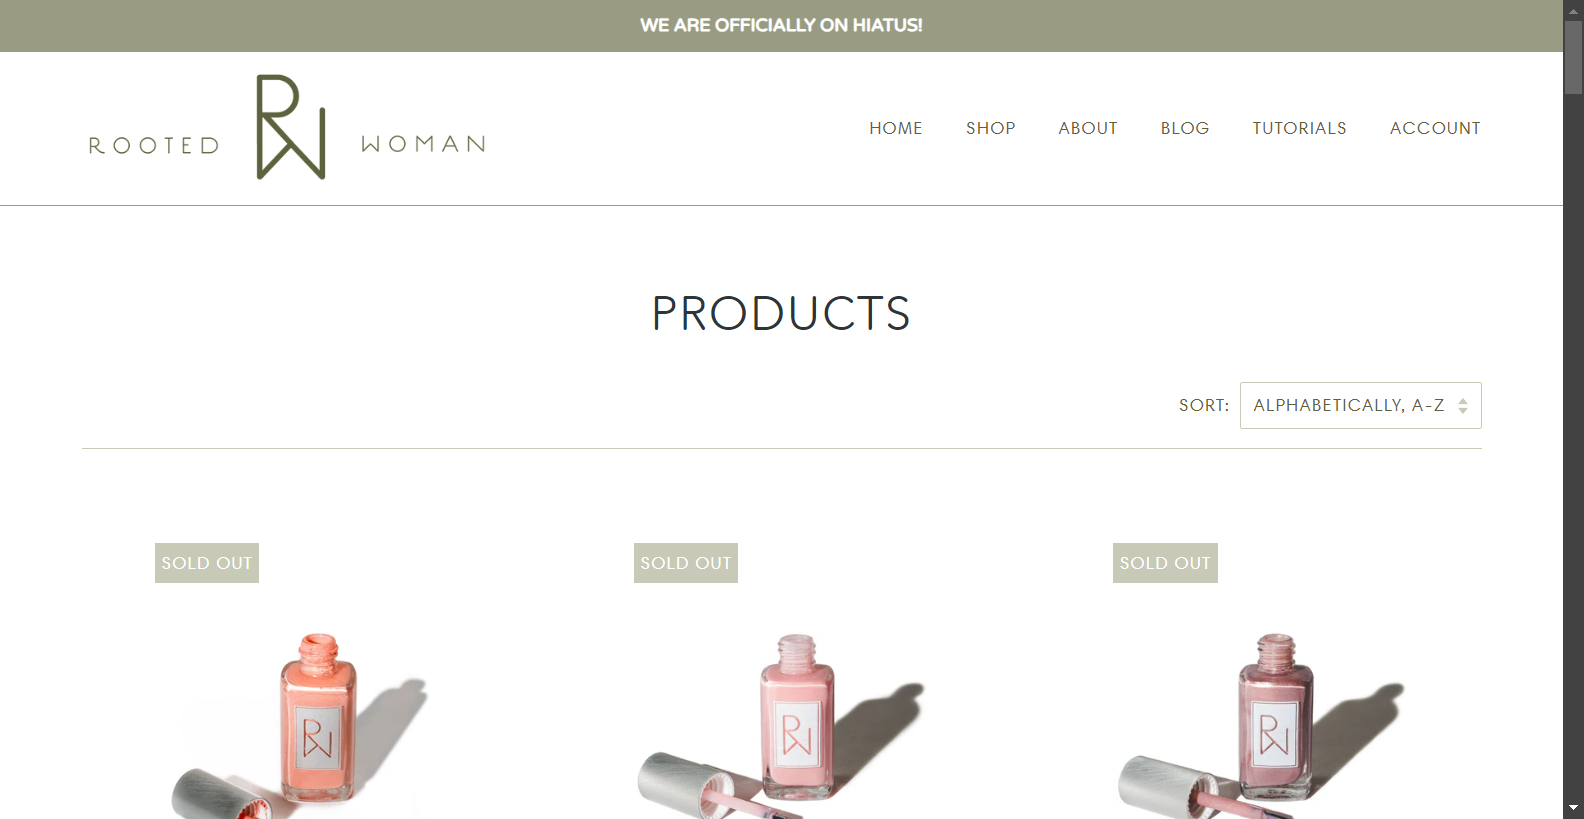 WE ARE OFFICIALLY ON HIATUS!
ROOTED RW WOMAN
HOME SHOP ABOUT BLOG TUTORIALS ACCOUNT
PRODUCTS
SORT: ALPHABETICALLY, A-Z
SOLD OUT SOLD OUT SOLD OUT
RW RW RW